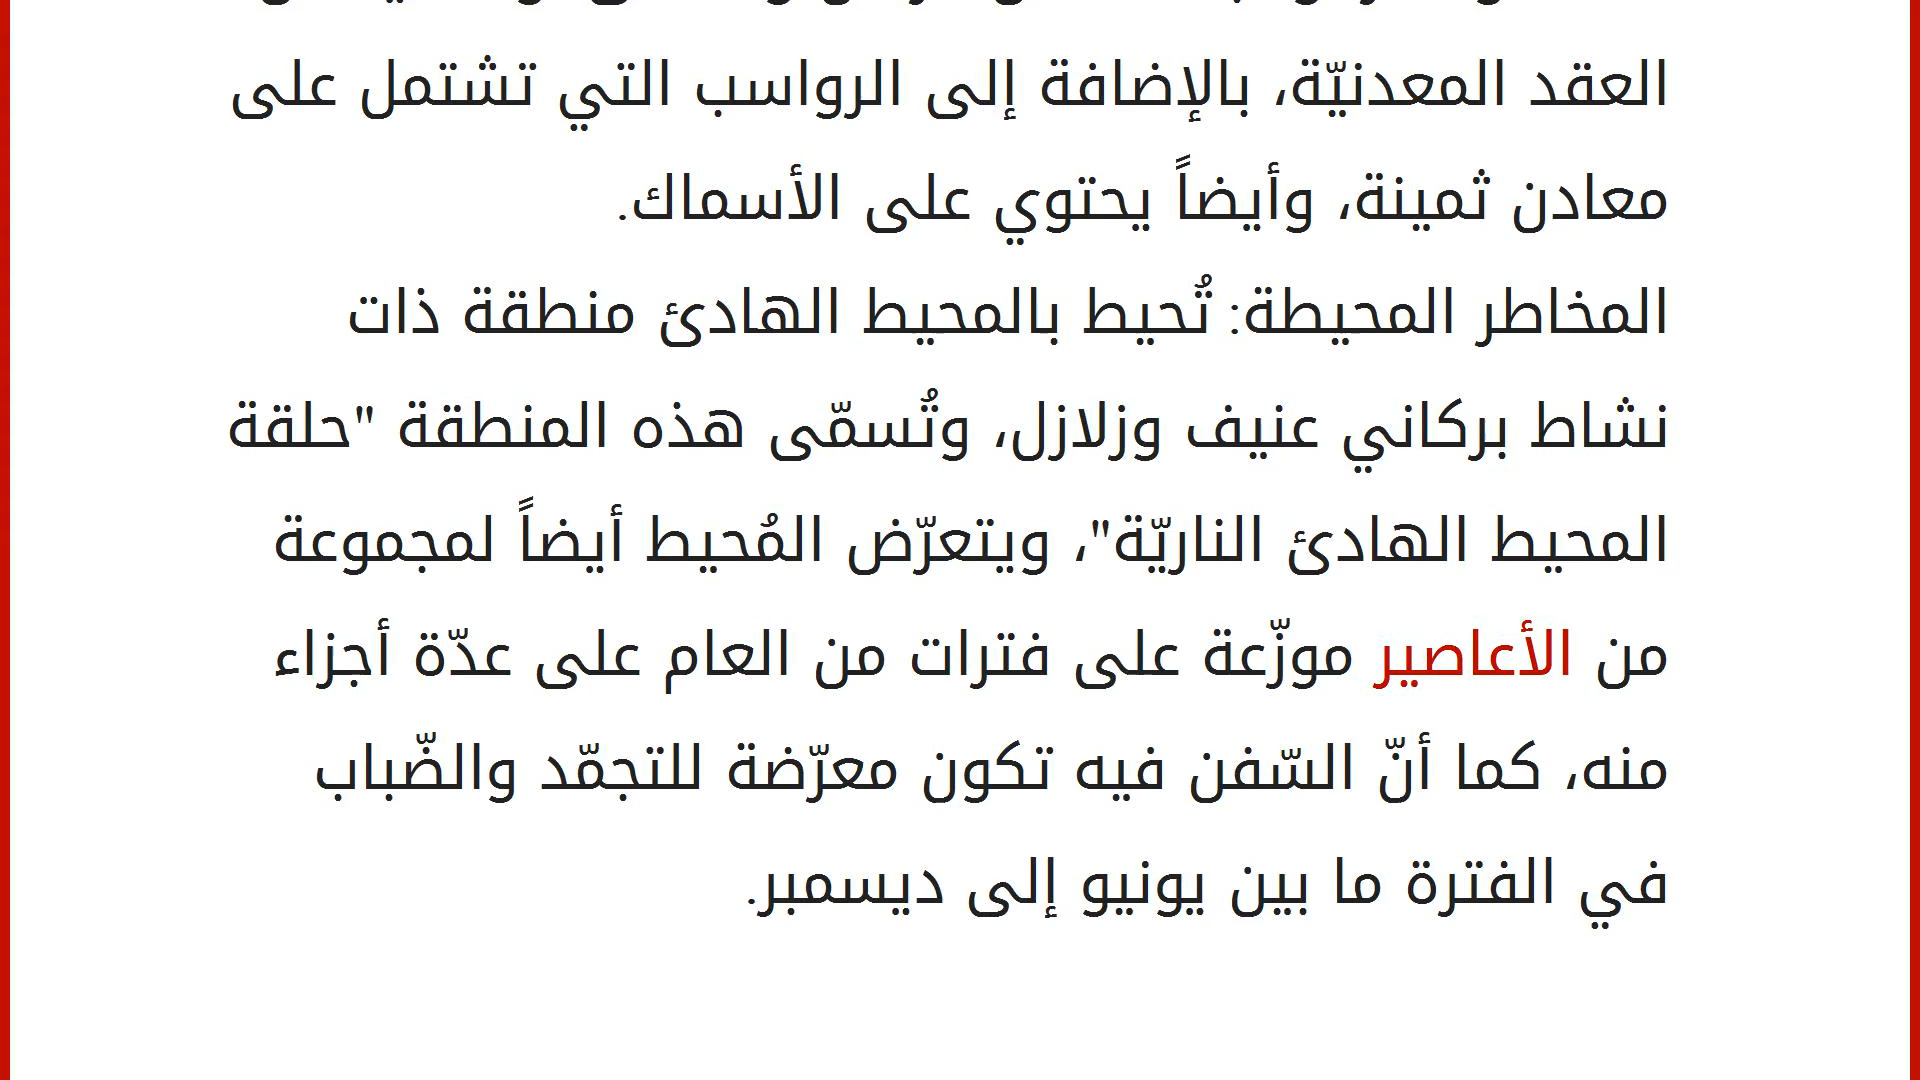 العقد المعدنيّة، بالإضافة إلى الرواسب التي تشتمل على
معادن ثمينة، وأيضاً يحتوي على الأسماك.
المخاطر المحيطة: تُحيط بالمحيط الهادئ منطقة ذات
نشاط بركاني عنيف وزلازل، وتُسمّى هذه المنطقة "حلقة
المحيط الهادئ الناريّة"، ويتعرّض المُحيط أيضاً لمجموعة
من الأعاصير موزّعة على فترات من العام على عدّة أجزاء
منه، كما أنّ السّفن فيه تكون معرّضة للتجمّد والضّباب
في الفترة ما بين يونيو إلى ديسمبر.